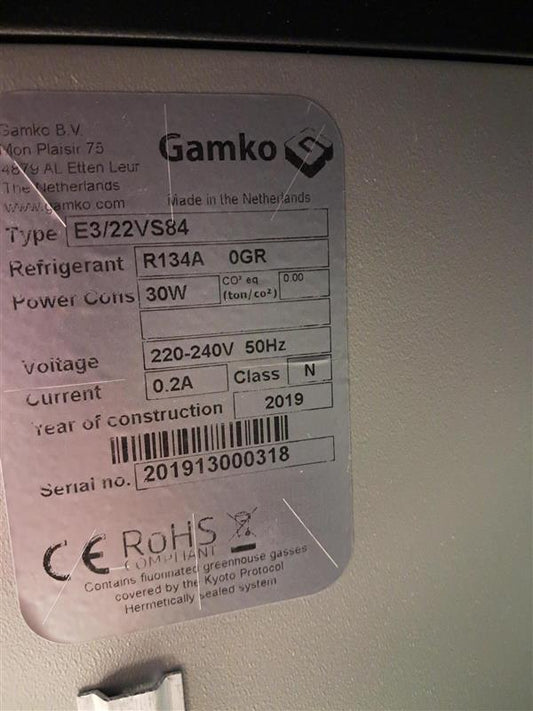 Gamko B.V.
Mon Plaisir 75
4879 AL Etten Leur
The Netherlands
www.gamko.com
Gamko
Made in the Netherlands
Type E3/22VS84
Refrigerant R134A 0GR
Power Cons 30W CO² eq (ton/co²) 0.00
Voltage 220-240V 50Hz
Current 0.2A Class N
Year of construction 2019
Serial no. 201913000318
CE RoHS
COMPLIANT
Contains fluorinated greenhouse gasses
covered by the Kyoto Protocol
Hermetically sealed system